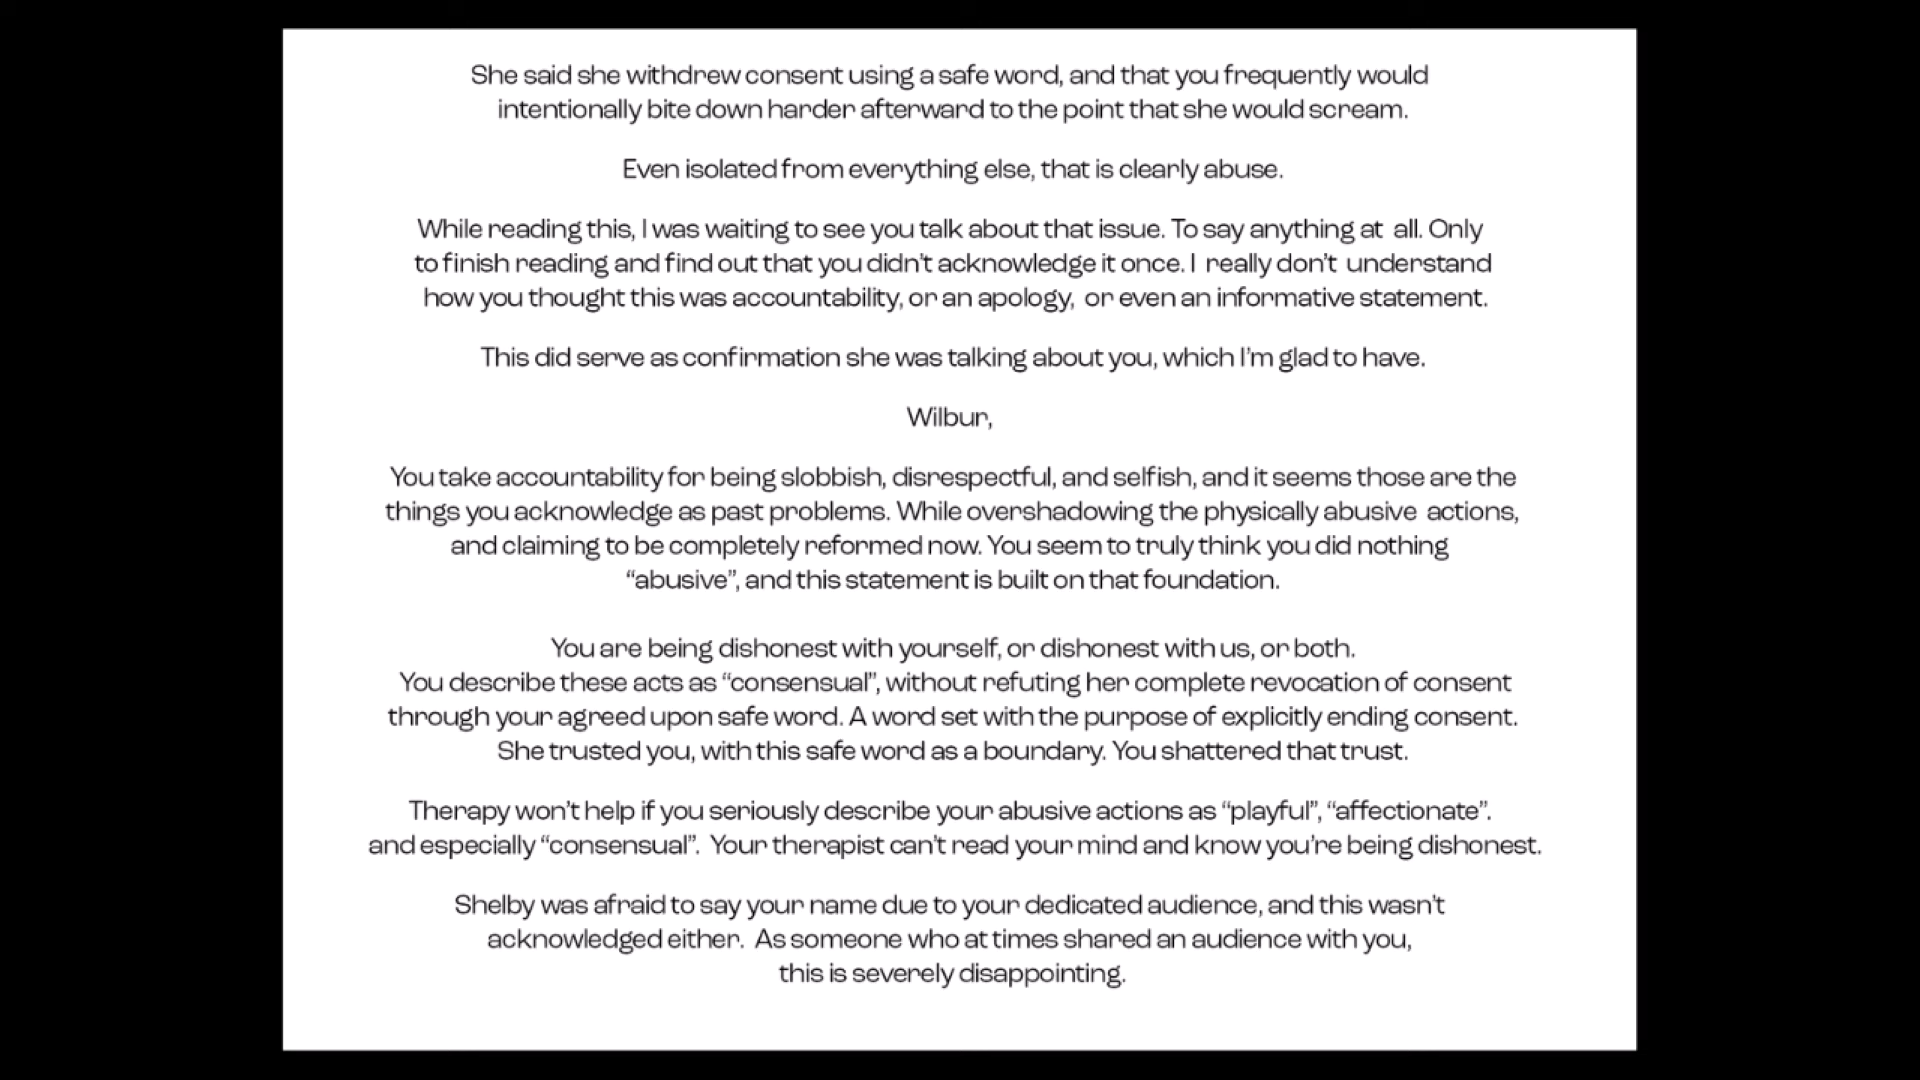 She said she withdrew consent using a safe word, and that you frequently would
intentionally bite down harder afterward to the point that she would scream.
Even isolated from everything else, that is clearly abuse.
While reading this, I was waiting to see you talk about that issue. To say anything at all. Only
to finish reading and find out that you didn't acknowledge it once. I really don't understand
how you thought this was accountability, or an apology, or even an informative statement.
This did serve as confirmation she was talking about you, which I'm glad to have.
Wilbur,
You take accountability for being slobbish, disrespectful, and selfish, and it seems those are the
things you acknowledge as past problems. While overshadowing the physically abusive actions,
and claiming to be completely reformed now. You seem to truly think you did nothing
“abusive”, and this statement is built on that foundation.
You are being dishonest with yourself, or dishonest with us, or both.
You describe these acts as “consensual”, without refuting her complete revocation of consent
through your agreed upon safe word. A word set with the purpose of explicitly ending consent.
She trusted you, with this safe word as a boundary. You shattered that trust.
Therapy won't help if you seriously describe your abusive actions as “playful”, “affectionate”.
and especially “consensual”. Your therapist can't read your mind and know you're being dishonest.
Shelby was afraid to say your name due to your dedicated audience, and this wasn't
acknowledged either. As someone who at times shared an audience with you,
this is severely disappointing.